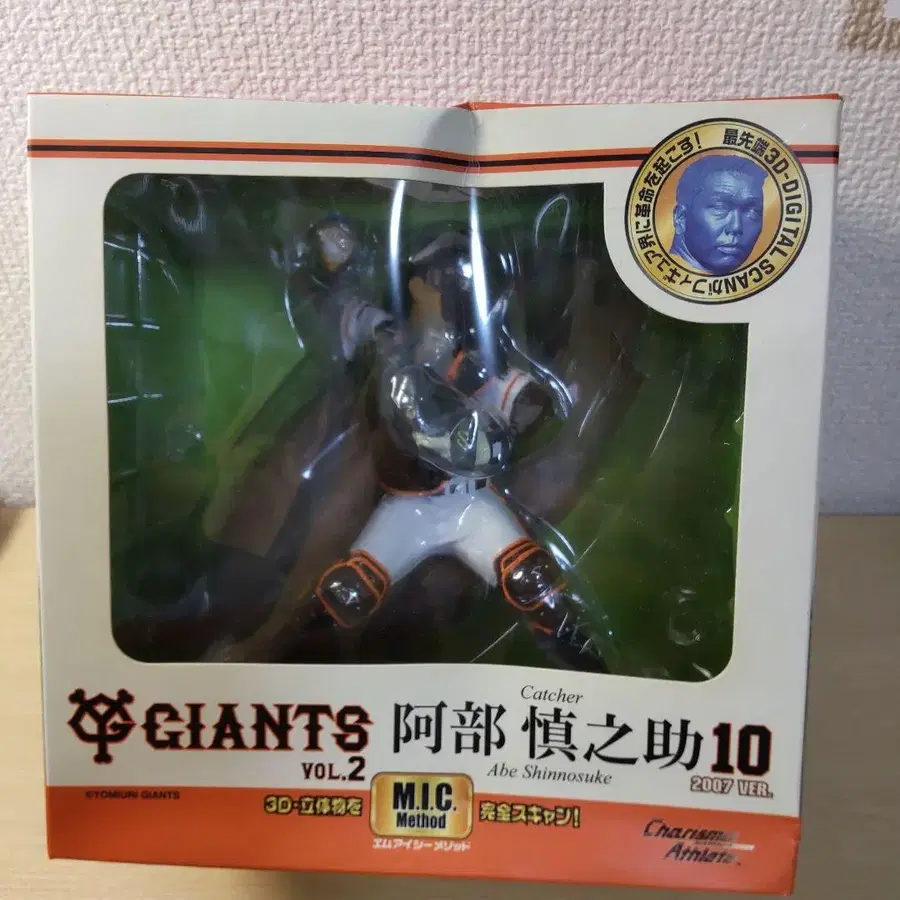 最先端3D-DIGITAL SCANがフィギュア界に革命を起こす!
GIANTS
VOL.2
Catcher
阿部 慎之助 10
Abe Shinnosuke
2007 VER.
©YOMIURI GIANTS
3D・立体物を
M.I.C.
Method
エムアイシーメソッド
完全スキャン!
Charisma
Athlete